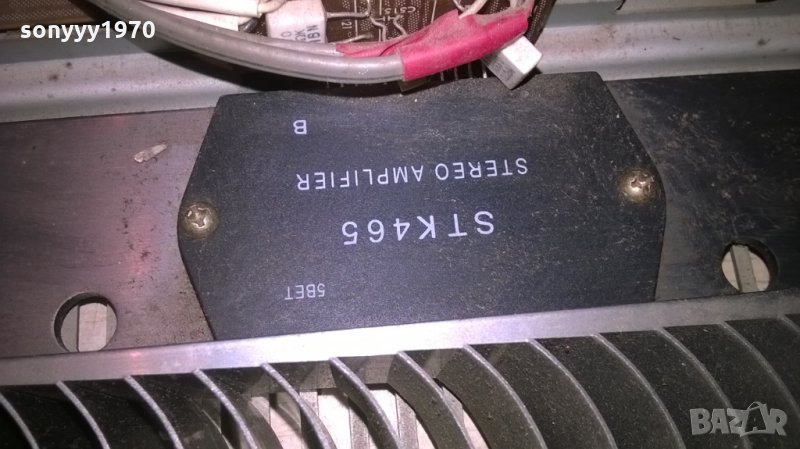 sonyyy1970
B
STEREO AMPLIFIER
STK465
5BET
BAZAR